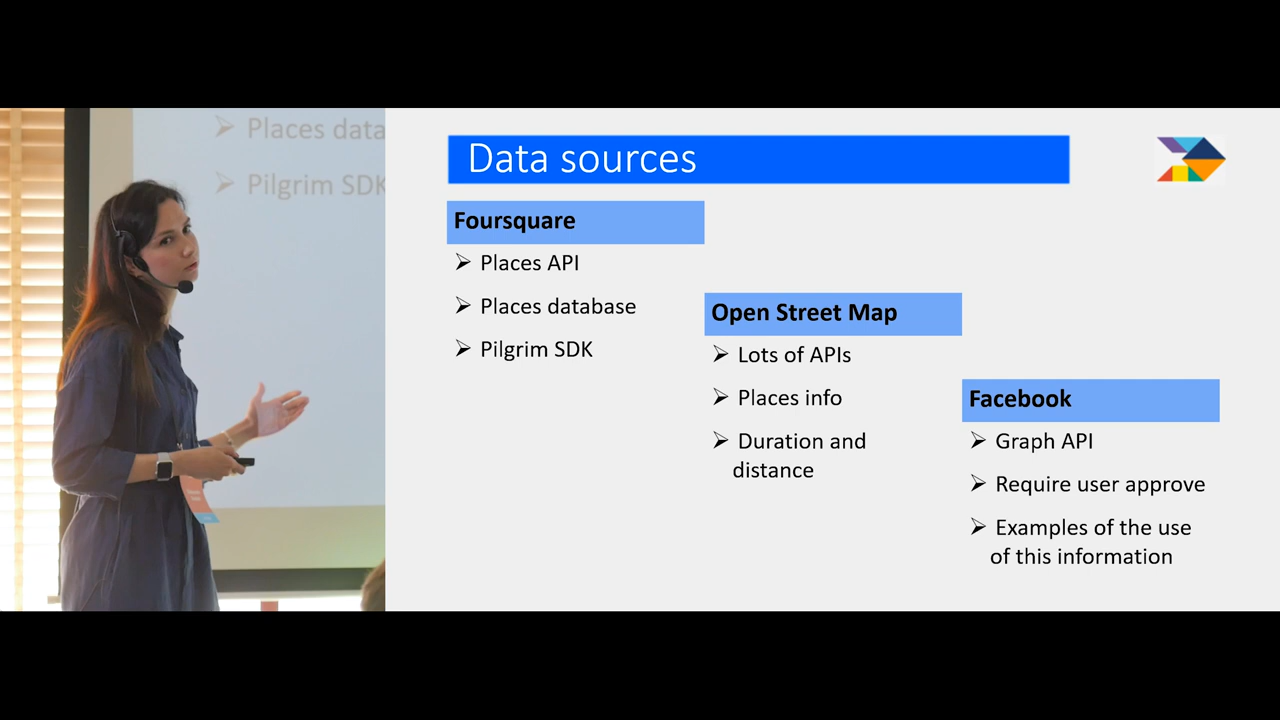 Places data
Pilgrim SDK
Data sources
Foursquare
➢ Places API
➢ Places database
➢ Pilgrim SDK
Open Street Map
➢ Lots of APIs
➢ Places info
➢ Duration and
distance
Facebook
➢ Graph API
➢ Require user approve
➢ Examples of the use
of this information